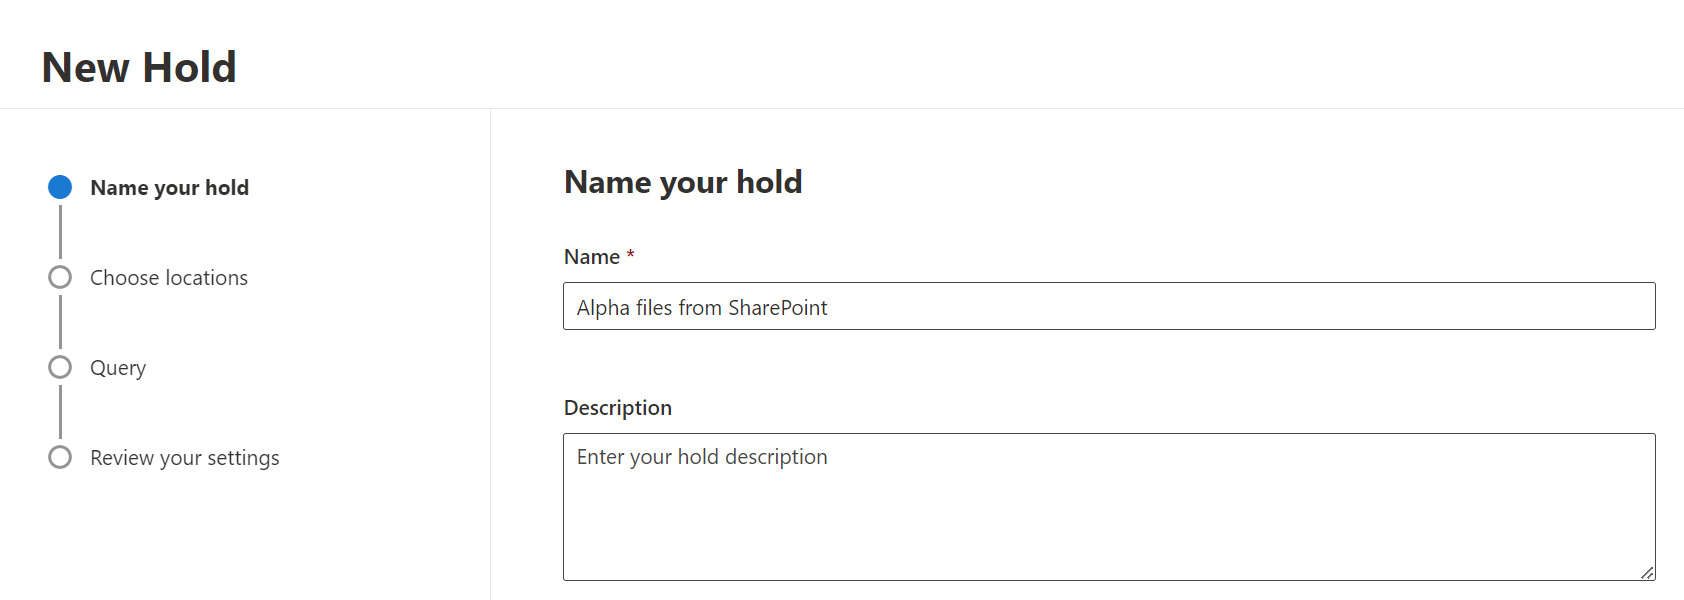 New Hold
Name your hold
Choose locations
Query
Review your settings
Name your hold
Name *
Alpha files from SharePoint
Description
Enter your hold description